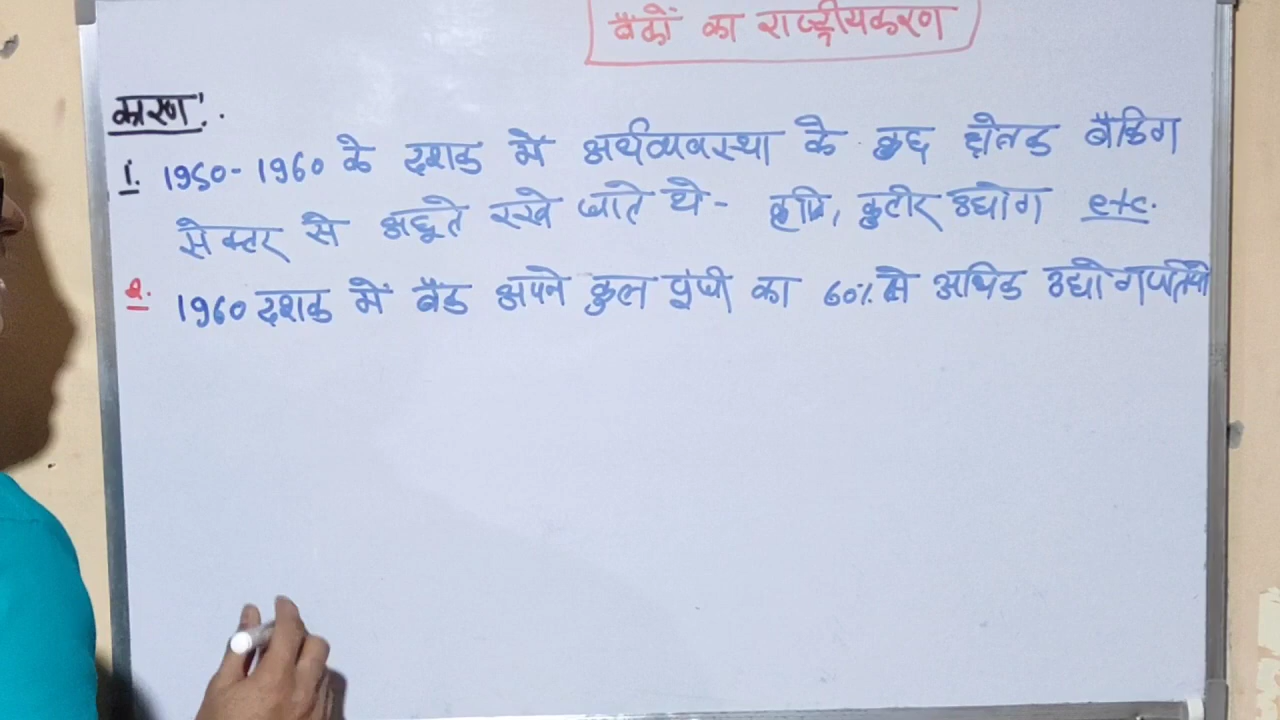 बैंकों का राष्ट्रीयकरण
कारण:.
1. 1950-1960 के दशक में अर्थव्यवस्था के कुछ बैकिंग
सेक्टर से अछूते रखे जाते थे - कृषि, कुटीर उद्योग etc.
2. 1960 दशक में बैंक अपने कुल पूंजी का 60% से अधिक उद्योगपतियो